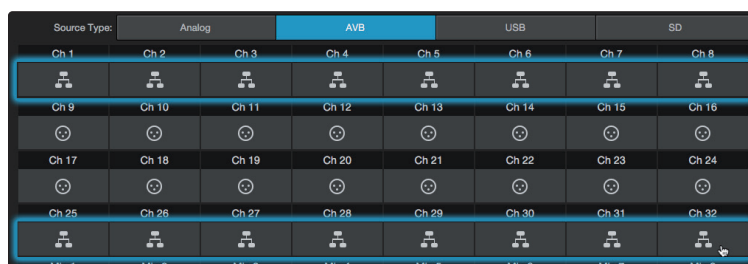 Source Type: Analog AVB USB SD
Ch 1 Ch 2 Ch 3 Ch 4 Ch 5 Ch 6 Ch 7 Ch 8
Ch 9 Ch 10 Ch 11 Ch 12 Ch 13 Ch 14 Ch 15 Ch 16
Ch 17 Ch 18 Ch 19 Ch 20 Ch 21 Ch 22 Ch 23 Ch 24
Ch 25 Ch 26 Ch 27 Ch 28 Ch 29 Ch 30 Ch 31 Ch 32